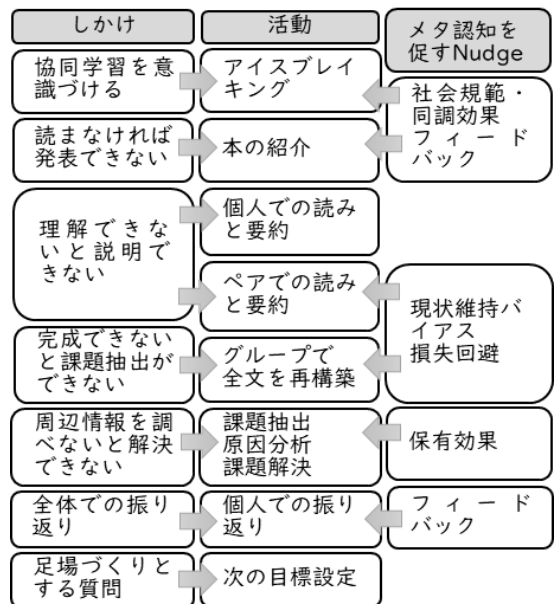 しかけ
活動
メタ認知を
促すNudge
協同学習を意
識づける
アイスブレイ
キング
社会規範・
同調効果
フィード
バック
読まなければ
発表できない
本の紹介
理解できな
いと説明で
きない
個人での読み
と要約
ペアでの読み
と要約
現状維持バ
イアス
損失回避
完成できない
と課題抽出が
できない
グループで
全文を再構築
周辺情報を調
べないと解決
できない
課題抽出
原因分析
課題解決
保有効果
全体での振り
返り
個人での振り
返り
フィード
バック
足場づくりと
する質問
次の目標設定